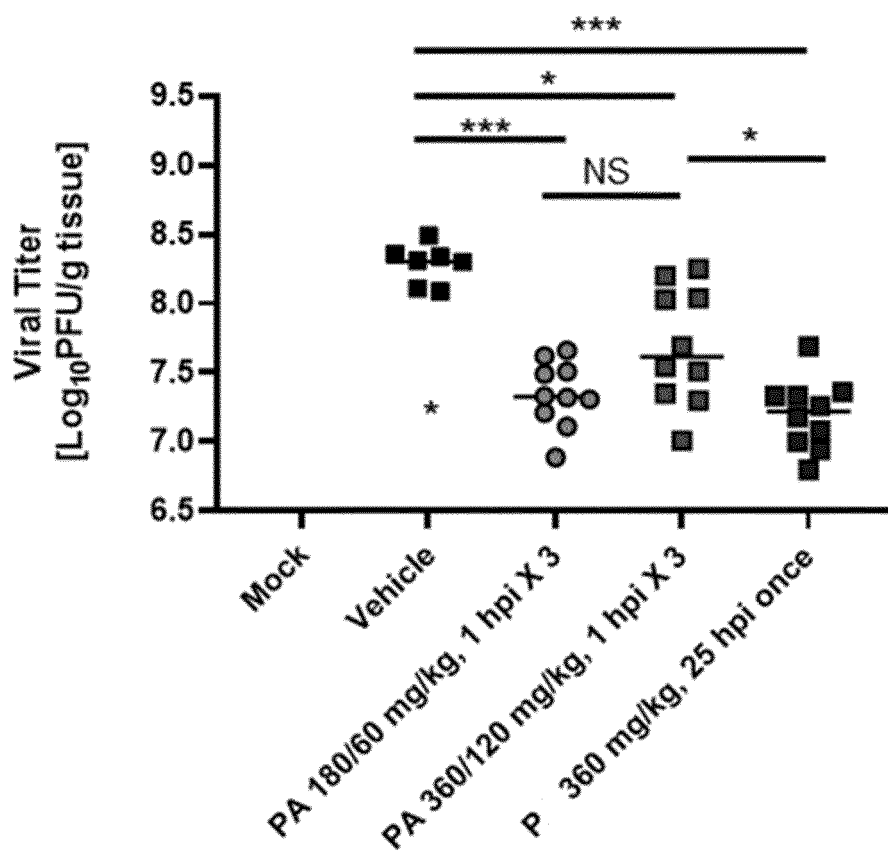 ***
*
***
*
NS
9.5
9.0
8.5
8.0
7.5
7.0
6.5
Viral Titer
[Log₁₀PFU/g tissue]
*
Mock
Vehicle
PA 180/60 mg/kg, 1 hpi X 3
PA 360/120 mg/kg, 1 hpi X 3
P 360 mg/kg, 25 hpi once